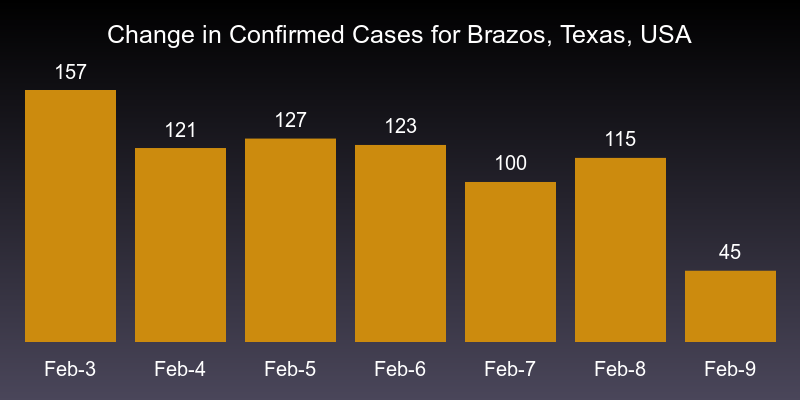 Change in Confirmed Cases for Brazos, Texas, USA
157
121
127
123
100
115
45
Feb-3
Feb-4
Feb-5
Feb-6
Feb-7
Feb-8
Feb-9